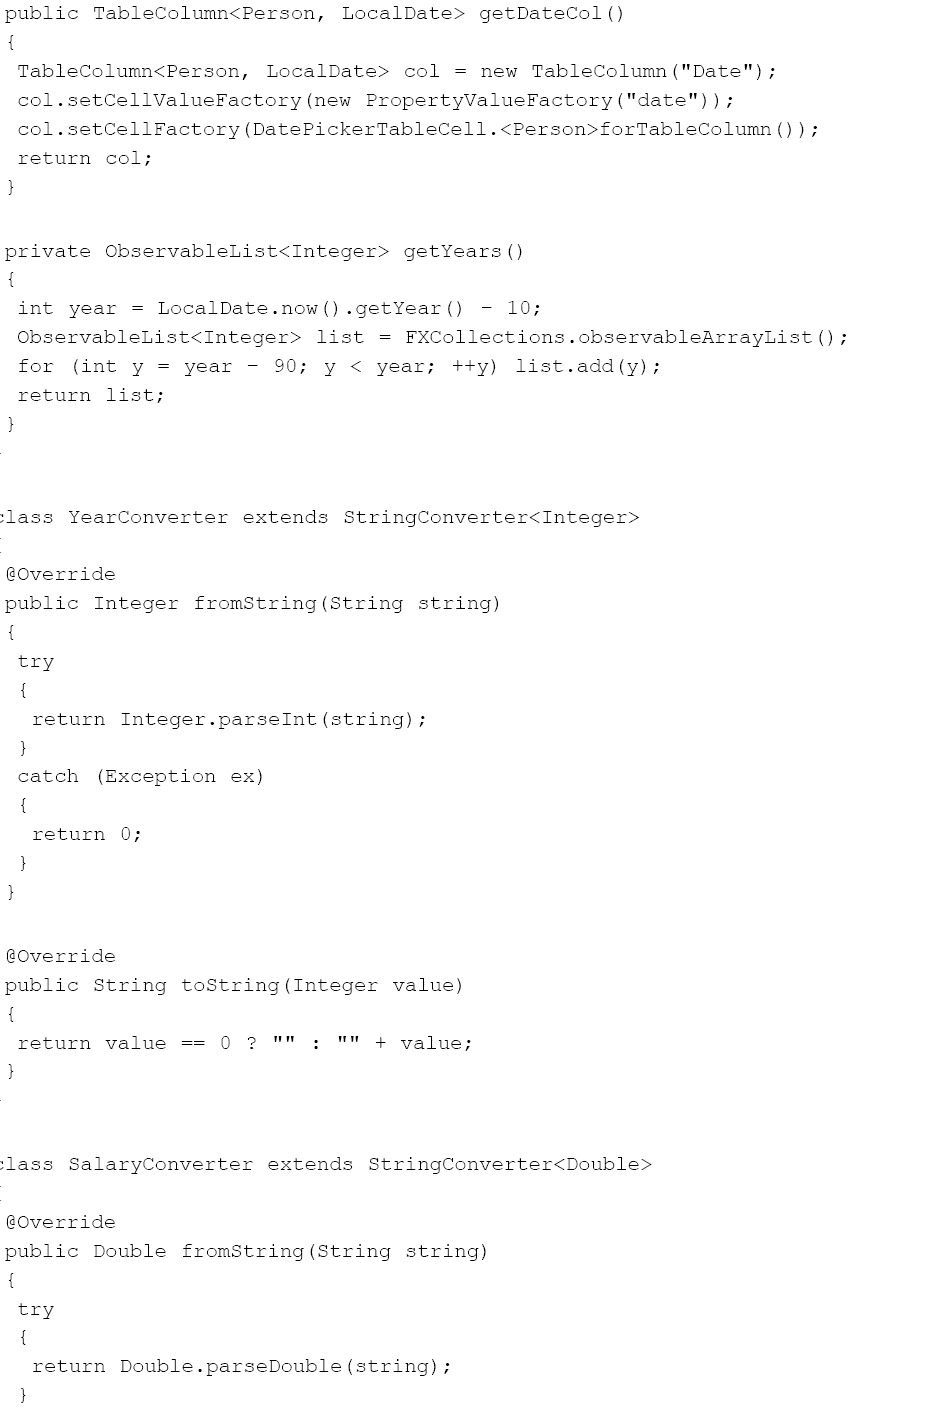 public TableColumn<Person, LocalDate> getDateCol()
{
TableColumn<Person, LocalDate> col = new TableColumn("Date");
col.setCellValueFactory(new PropertyValueFactory("date"));
col.setCellFactory(DatePickerTableCell.<Person>forTableColumn());
return col;
}
private ObservableList<Integer> getYears()
{
int year = LocalDate.now().getYear() - 10;
ObservableList<Integer> list = FXCollections.observableArrayList();
for (int y = year - 90; y < year; ++y) list.add(y);
return list;
}
class YearConverter extends StringConverter<Integer>
@Override
public Integer fromString(String string)
{
try
{
return Integer.parseInt(string);
}
catch (Exception ex)
{
return 0;
}
}
@Override
public String toString(Integer value)
{
return value == 0 ? "" : "" + value;
}
class SalaryConverter extends StringConverter<Double>
@Override
public Double fromString(String string)
{
try
{
return Double.parseDouble(string);
}